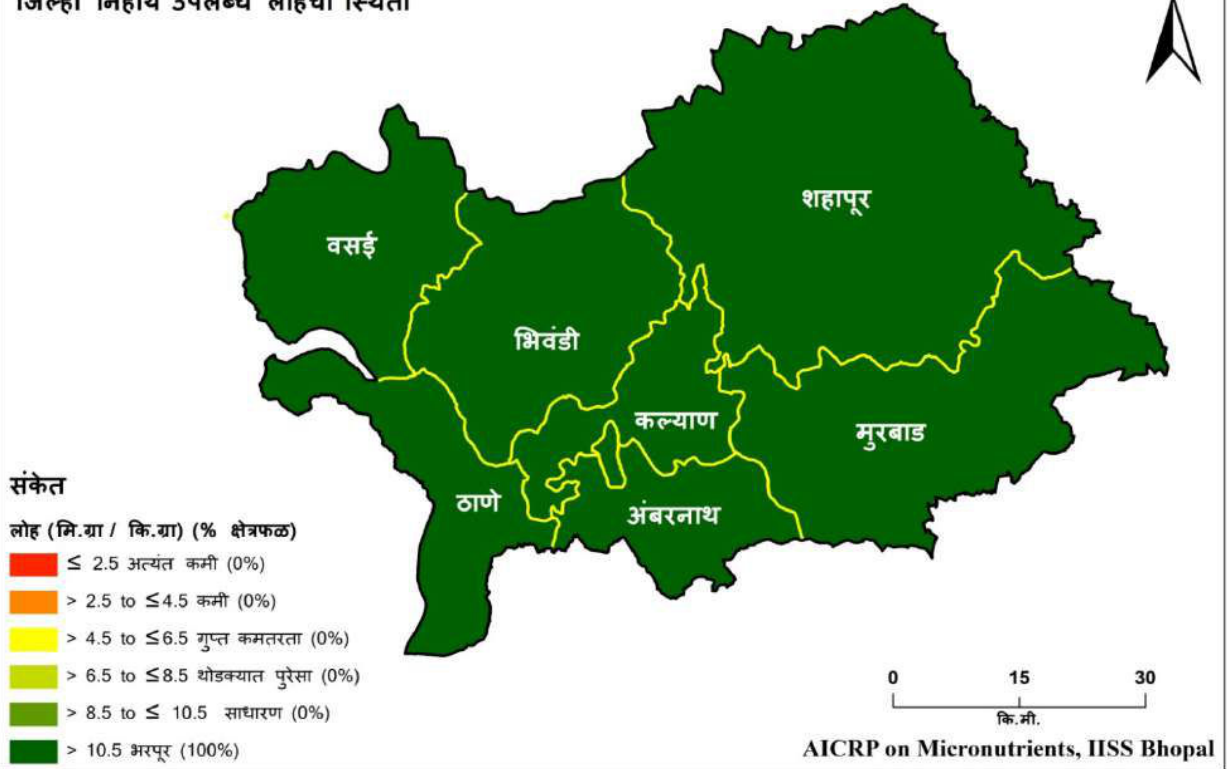 जिल्हा निहाय उपलब्ध लोहची स्थिती
शहापूर
वसई
भिवंडी
कल्याण
मुरबाड
ठाणे
अंबरनाथ
संकेत
लोह (मि.ग्रा / कि.ग्रा) (% क्षेत्रफळ)
≤ 2.5 अत्यंत कमी (0%)
> 2.5 to ≤4.5 कमी (0%)
> 4.5 to ≤6.5 गुप्त कमतरता (0%)
> 6.5 to ≤8.5 थोडक्यात पुरेसा (0%)
> 8.5 to ≤ 10.5 साधारण (0%)
> 10.5 भरपूर (100%)
0 15 30
कि.मी.
AICRP on Micronutrients, IISS Bhopal